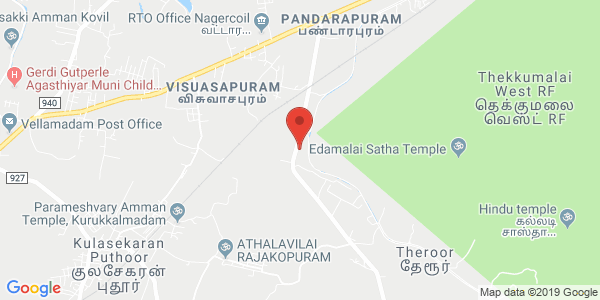 sakki Amman Kovil
RTO Office Nagercoil
வட்டார
PANDARAPURAM
பண்டாரபுரம்
Gerdi Gutperle
Agasthiyar Muni Child...
940
VISUASAPURAM
விசுவாசபுரம்
Thekkumalai
West RF
தெக்குமலை
வெஸ்ட் RF
Vellamadam Post Office
Edamalai Satha Temple
927
Parameshvary Amman
Temple, Kurukkalmadam
Hindu temple
கல்லடி
சாஸ்தா...
Kulasekaran
Puthoor
குலசேகரன்
புதூர்
ATHALAVILAI
RAJAKOPURAM
Theroor
தேரூர்
Google
Map data ©2019 Google